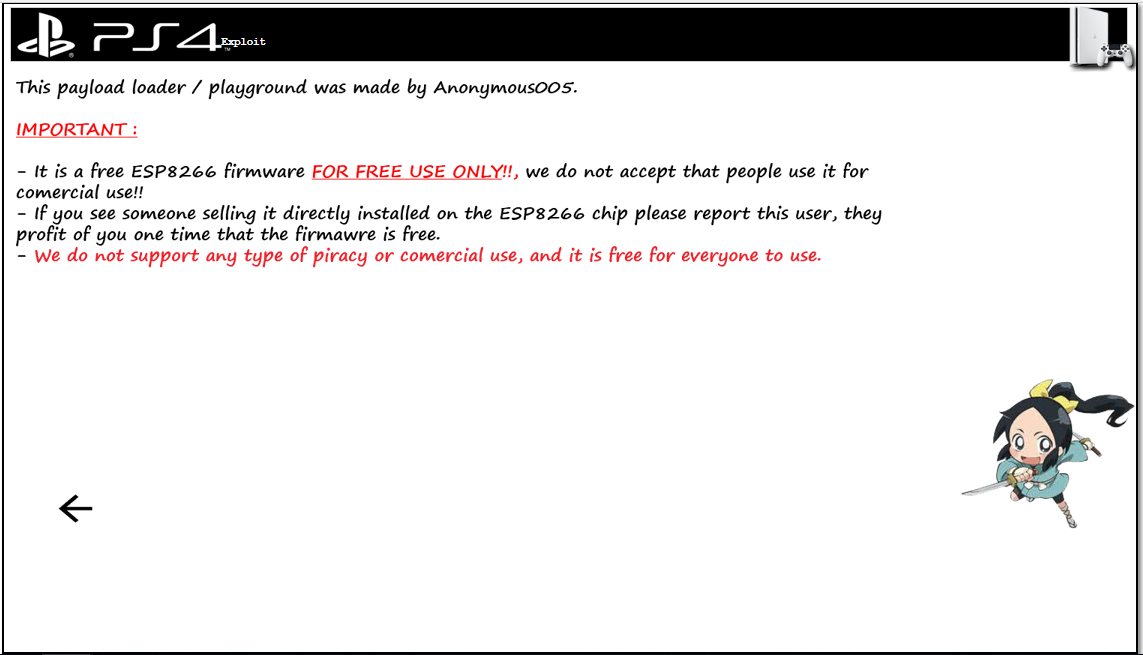 PS4 Exploit
This payload loader / playground was made by Anonymous005.
IMPORTANT :
- It is a free ESP8266 firmware FOR FREE USE ONLY!!, we do not accept that people use it for
comercial use!!
- If you see someone selling it directly installed on the ESP8266 chip please report this user, they
profit of you one time that the firmawre is free.
- We do not support any type of piracy or comercial use, and it is free for everyone to use.